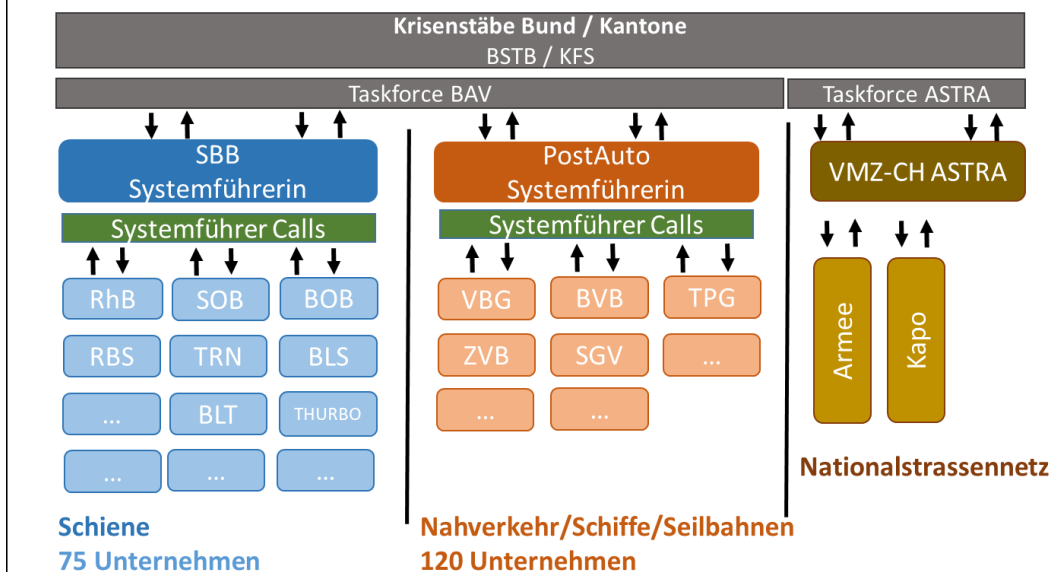 Krisenstäbe Bund / Kantone
BSTB / KFS
Taskforce BAV
Taskforce ASTRA
SBB
Systemführerin
Systemführer Calls
RhB
SOB
BOB
RBS
TRN
BLS
...
BLT
THURBO
...
...
...
Schiene
75 Unternehmen
PostAuto
Systemführerin
Systemführer Calls
VBG
BVB
TPG
ZVB
SGV
...
...
...
Nahverkehr/Schiffe/Seilbahnen
120 Unternehmen
VMZ-CH ASTRA
Armee
Kapo
Nationalstrassennetz